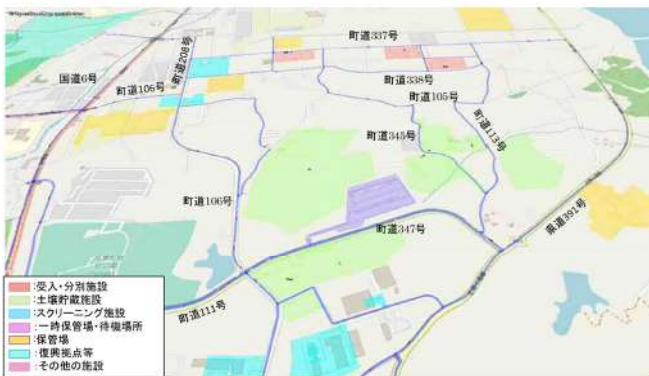 町道337号
町道208号
国道6号
町道106号
町道338号
町道105号
町道345号
町道113号
町道106号
町道347号
県道391号
町道111号
:受入・分別施設
:土壌貯蔵施設
:スクリーニング施設
:一時保管場・待機場所
:保管場
:復興拠点等
:その他の施設